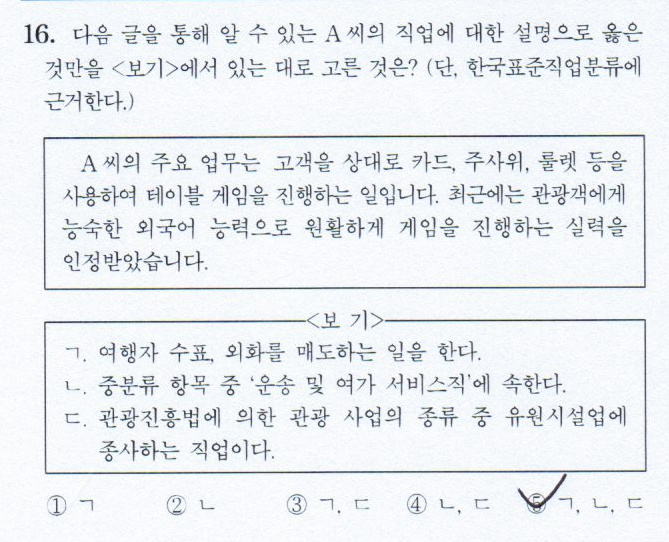 16. 다음 글을 통해 알 수 있는 A 씨의 직업에 대한 설명으로 옳은
것만을 <보기>에서 있는 대로 고른 것은? (단, 한국표준직업분류에
근거한다.)
A 씨의 주요 업무는 고객을 상대로 카드, 주사위, 룰렛 등을
사용하여 테이블 게임을 진행하는 일입니다. 최근에는 관광객에게
능숙한 외국어 능력으로 원활하게 게임을 진행하는 실력을
인정받았습니다.
<보 기>
ㄱ. 여행자 수표, 외화를 매도하는 일을 한다.
ㄴ. 중분류 항목 중 ‘운송 및 여가 서비스직’에 속한다.
ㄷ. 관광진흥법에 의한 관광 사업의 종류 중 유원시설업에
종사하는 직업이다.
① ㄱ ② ㄴ ③ ㄱ, ㄷ ④ ㄴ, ㄷ ⑤ ㄱ, ㄴ, ㄷ